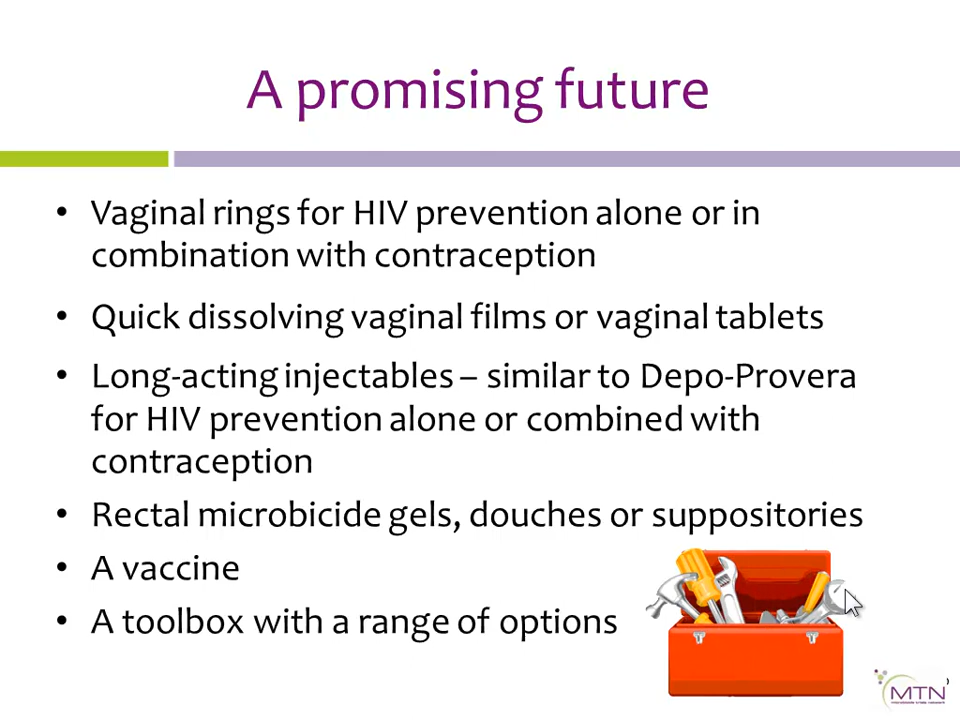 A promising future
• Vaginal rings for HIV prevention alone or in
combination with contraception
• Quick dissolving vaginal films or vaginal tablets
• Long-acting injectables – similar to Depo-Provera
for HIV prevention alone or combined with
contraception
• Rectal microbicide gels, douches or suppositories
• A vaccine
• A toolbox with a range of options
MTN